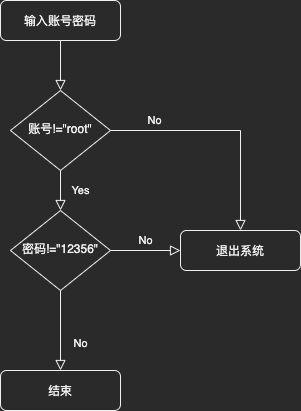 输入账号密码
账号!="root"
No
Yes
密码!="12356"
No
退出系统
No
结束